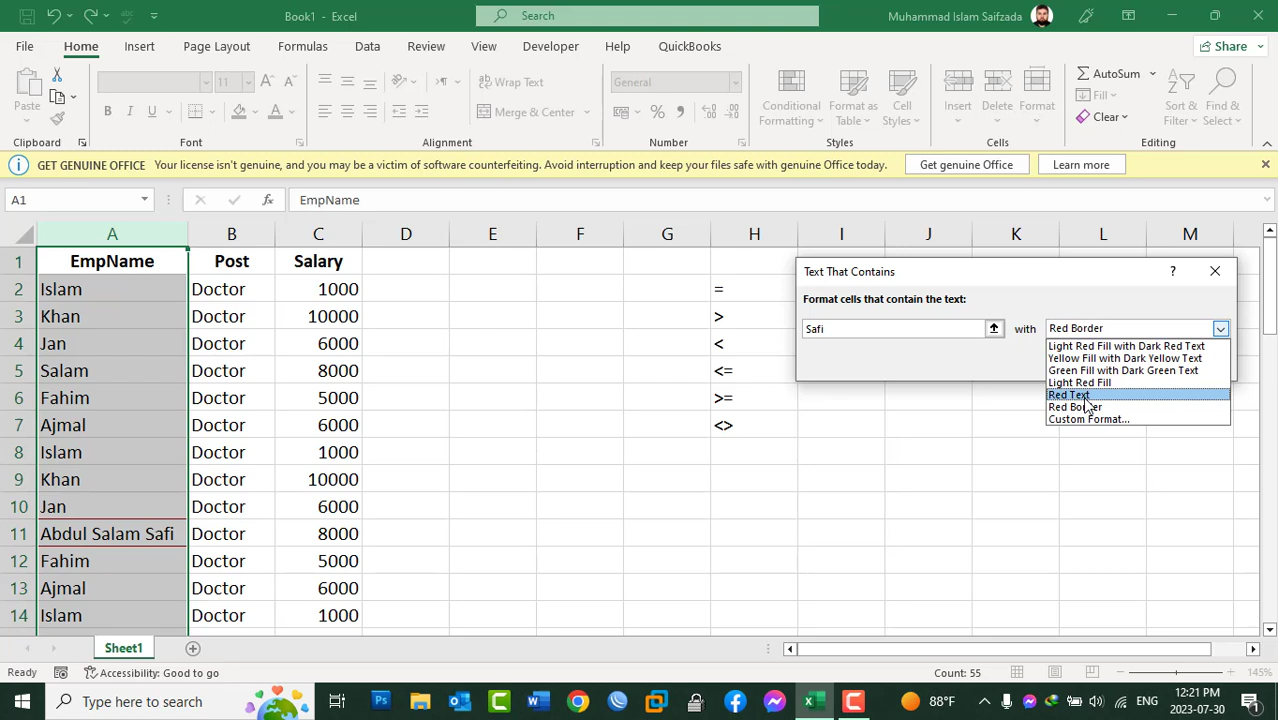 Book1 - Excel
Search
Muhammad Islam Saifzada
File Home Insert Page Layout Formulas Data Review View Developer Help QuickBooks Share
Paste
11
B I U
Wrap Text
Merge & Center
General
Conditional Formatting
Format as Table
Cell Styles
Insert
Delete
Format
AutoSum
Fill
Clear
Sort & Filter
Find & Select
Clipboard Font Alignment Number Styles Cells Editing
GET GENUINE OFFICE Your license isn't genuine, and you may be a victim of software counterfeiting. Avoid interruption and keep your files safe with genuine Office today. Get genuine Office Learn more
A1 fx EmpName
A B C D E F G H I J K L M
1 EmpName Post Salary
2 Islam Doctor 1000 =
3 Khan Doctor 10000 >
4 Jan Doctor 6000 <
5 Salam Doctor 8000 <=
6 Fahim Doctor 5000 >=
7 Ajmal Doctor 6000 <>
8 Islam Doctor 1000
9 Khan Doctor 10000
10 Jan Doctor 6000
11 Abdul Salam Safi Doctor 8000
12 Fahim Doctor 5000
13 Ajmal Doctor 6000
14 Islam Doctor 1000
Text That Contains ?
Format cells that contain the text:
Safi with Red Border
Light Red Fill with Dark Red Text
Yellow Fill with Dark Yellow Text
Green Fill with Dark Green Text
Light Red Fill
Red Text
Red Border
Custom Format...
Sheet1
Ready Accessibility: Good to go Count: 55 145%
Type here to search 88°F ENG 12:21 PM
2023-07-30